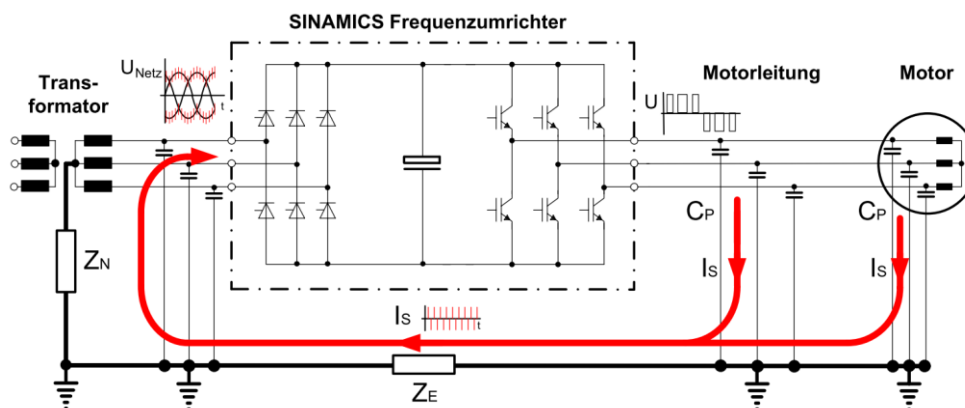 SINAMICS Frequenzumrichter
Trans-
formator
UNetz
t
U
t
Motorleitung
Motor
CP
CP
ZN
IS
IS
IS
t
ZE